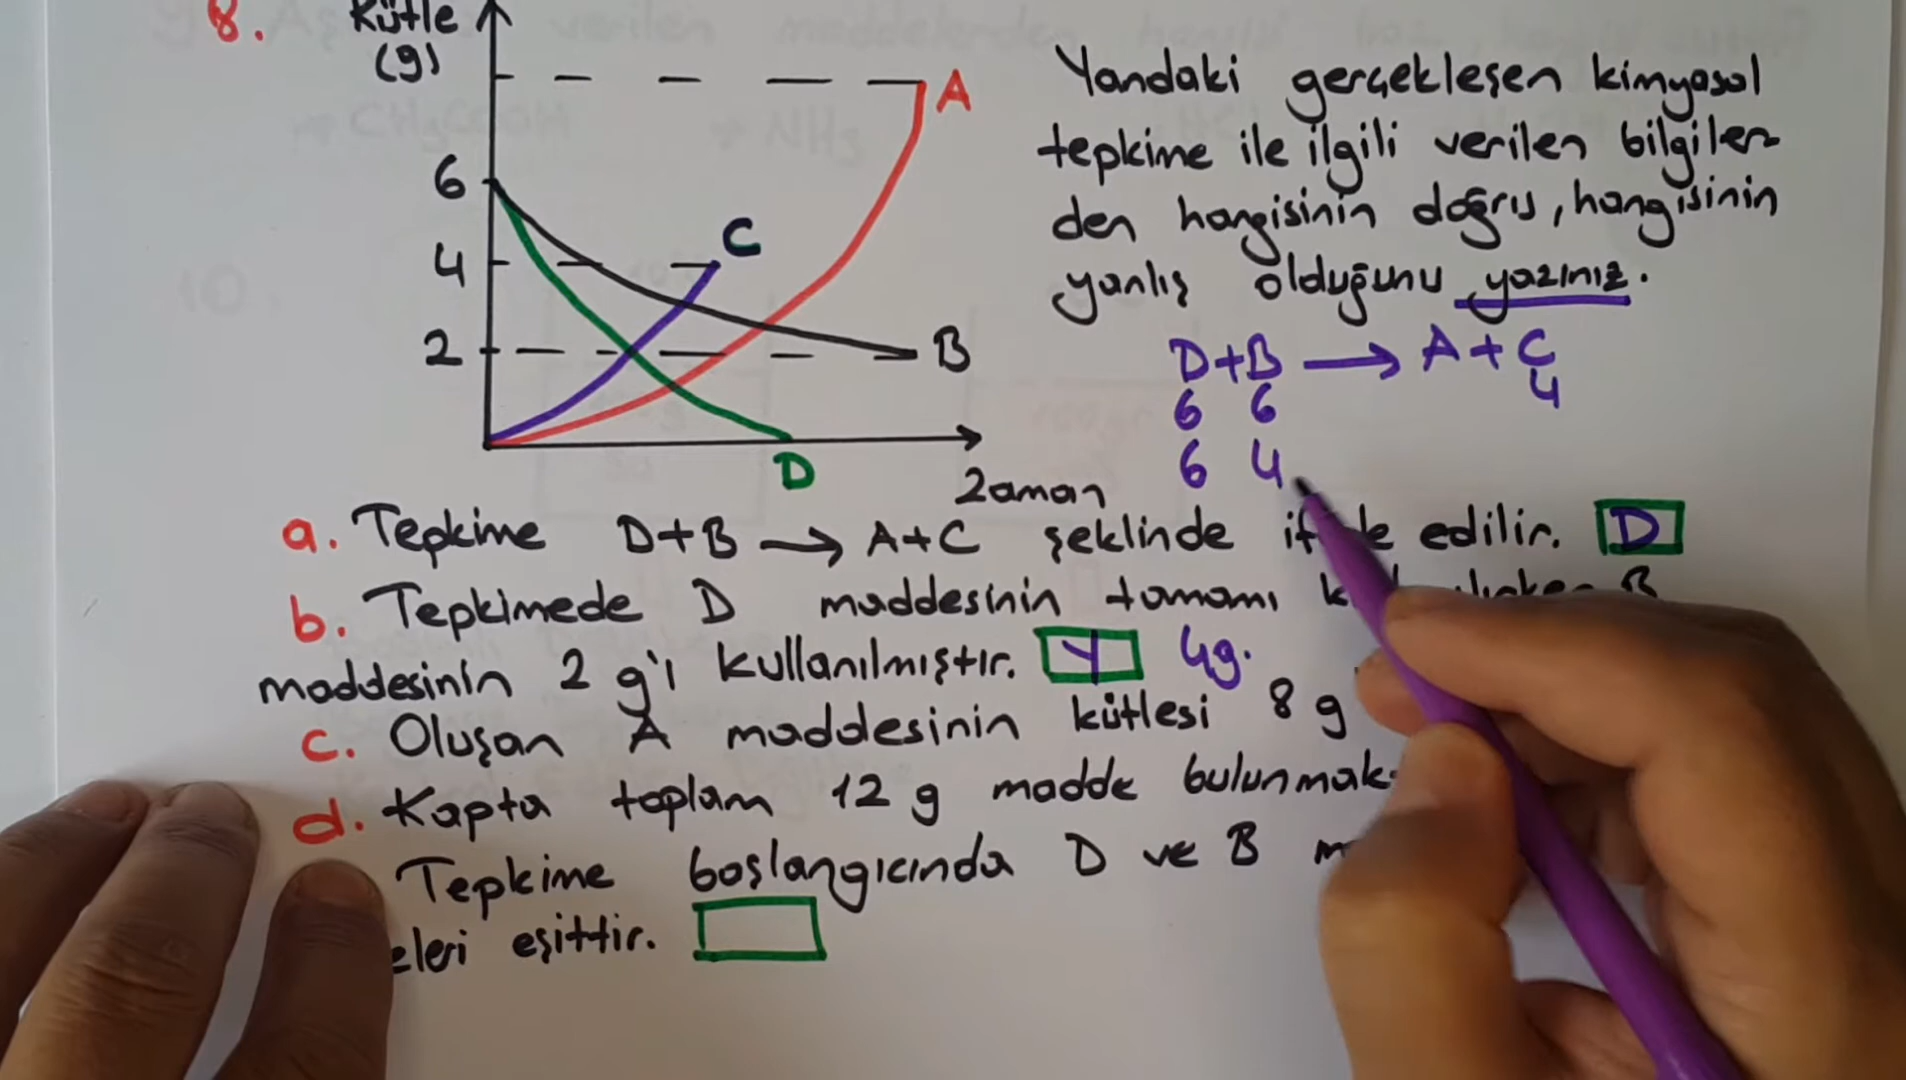 8.
Kütle
(g)
A
6
C
4
2
B
D
Zaman
Yandaki gerçekleşen kimyasal
tepkime ile ilgili verilen bilgiler-
den hangisinin doğru, hangisinin
yanlış olduğunu yazınız.
D+B → A+C
6 6 4
6 4
a. Tepkime D+B → A+C şeklinde edilir. D
b. Tepkimede D maddesinin tamamı B
maddesinin 2 g'ı kullanılmıştır. Y 4g.
c. Oluşan A maddesinin kütlesi 8 g
d. Kapta toplam 12 g madde bulunmak
Tepkime başlangıcında D ve B
eleri eşittir.